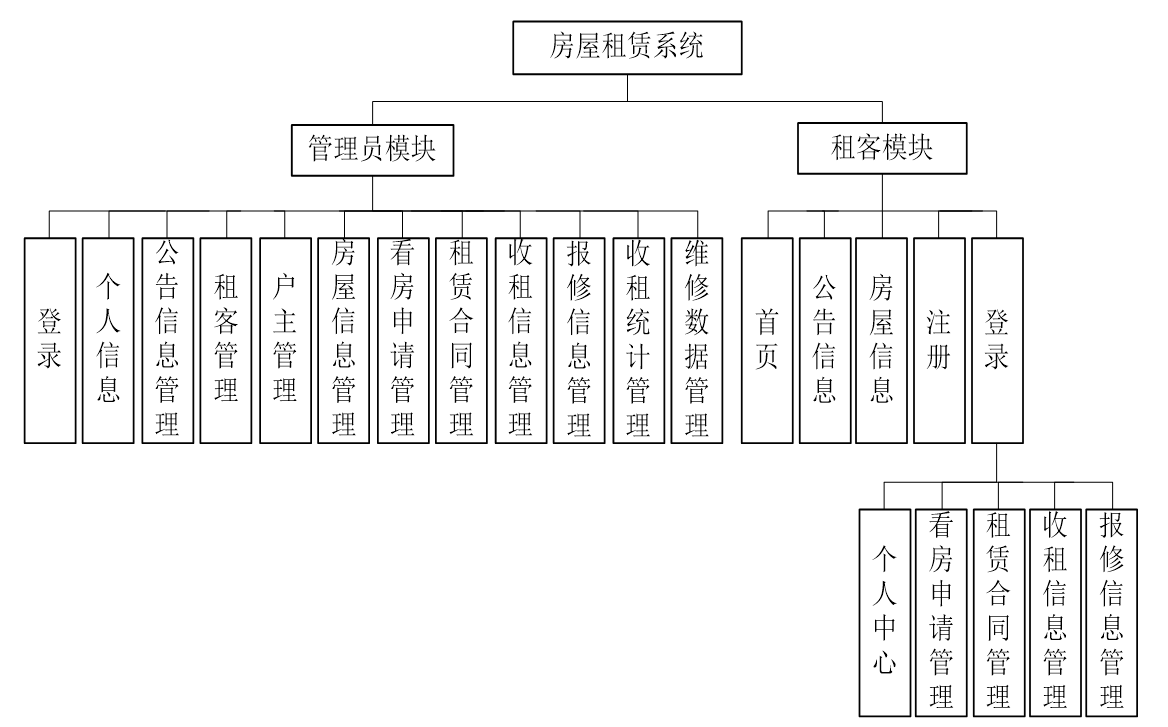 房屋租赁系统
管理员模块
租客模块
登录
个人信息
公告信息管理
租客管理
户主管理
房屋信息管理
看房申请管理
租赁合同管理
收租信息管理
报修信息管理
收租统计管理
维修数据管理
首页
公告信息
房屋信息
注册
登录
个人中心
看房申请管理
租赁合同管理
收租信息管理
报修信息管理